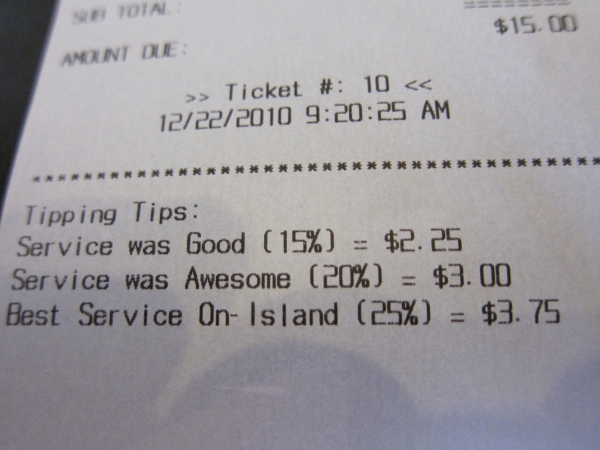 SUB TOTAL:
========
$15.00
AMOUNT DUE:
>> Ticket #: 10 <<
12/22/2010 9:20:25 AM
********************************************
Tipping Tips:
Service was Good (15%) = $2.25
Service was Awesome (20%) = $3.00
Best Service On-Island (25%) = $3.75